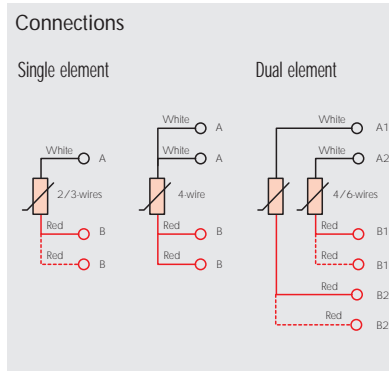 Connections
Single element
Dual element
White A
White A
White A
2/3-wires
4-wire
Red B
Red B
Red B
Red B
White A1
White A2
4/6-wires
Red B1
Red B1
Red B2
Red B2